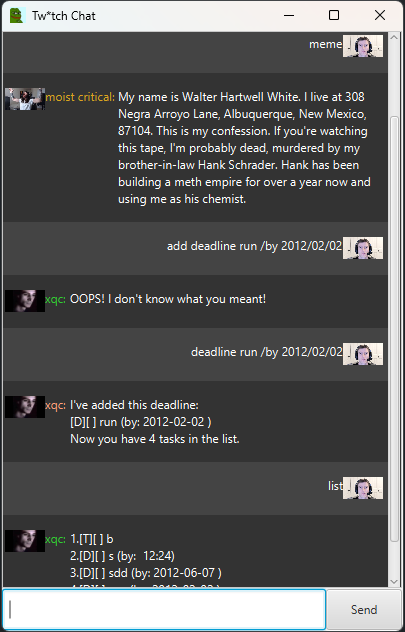 Tw*tch Chat
meme
moist critical: My name is Walter Hartwell White. I live at 308
Negra Arroyo Lane, Albuquerque, New Mexico,
87104. This is my confession. If you're watching
this tape, I'm probably dead, murdered by my
brother-in-law Hank Schrader. Hank has been
building a meth empire for over a year now and
using me as his chemist.
add deadline run /by 2012/02/02
xqc: OOPS! I don't know what you meant!
deadline run /by 2012/02/02
xqc: I've added this deadline:
[D][ ] run (by: 2012-02-02 )
Now you have 4 tasks in the list.
list
xqc: 1.[T][ ] b
2.[D][ ] s (by:  12:24)
3.[D][ ] sdd (by: 2012-06-07 )
Send